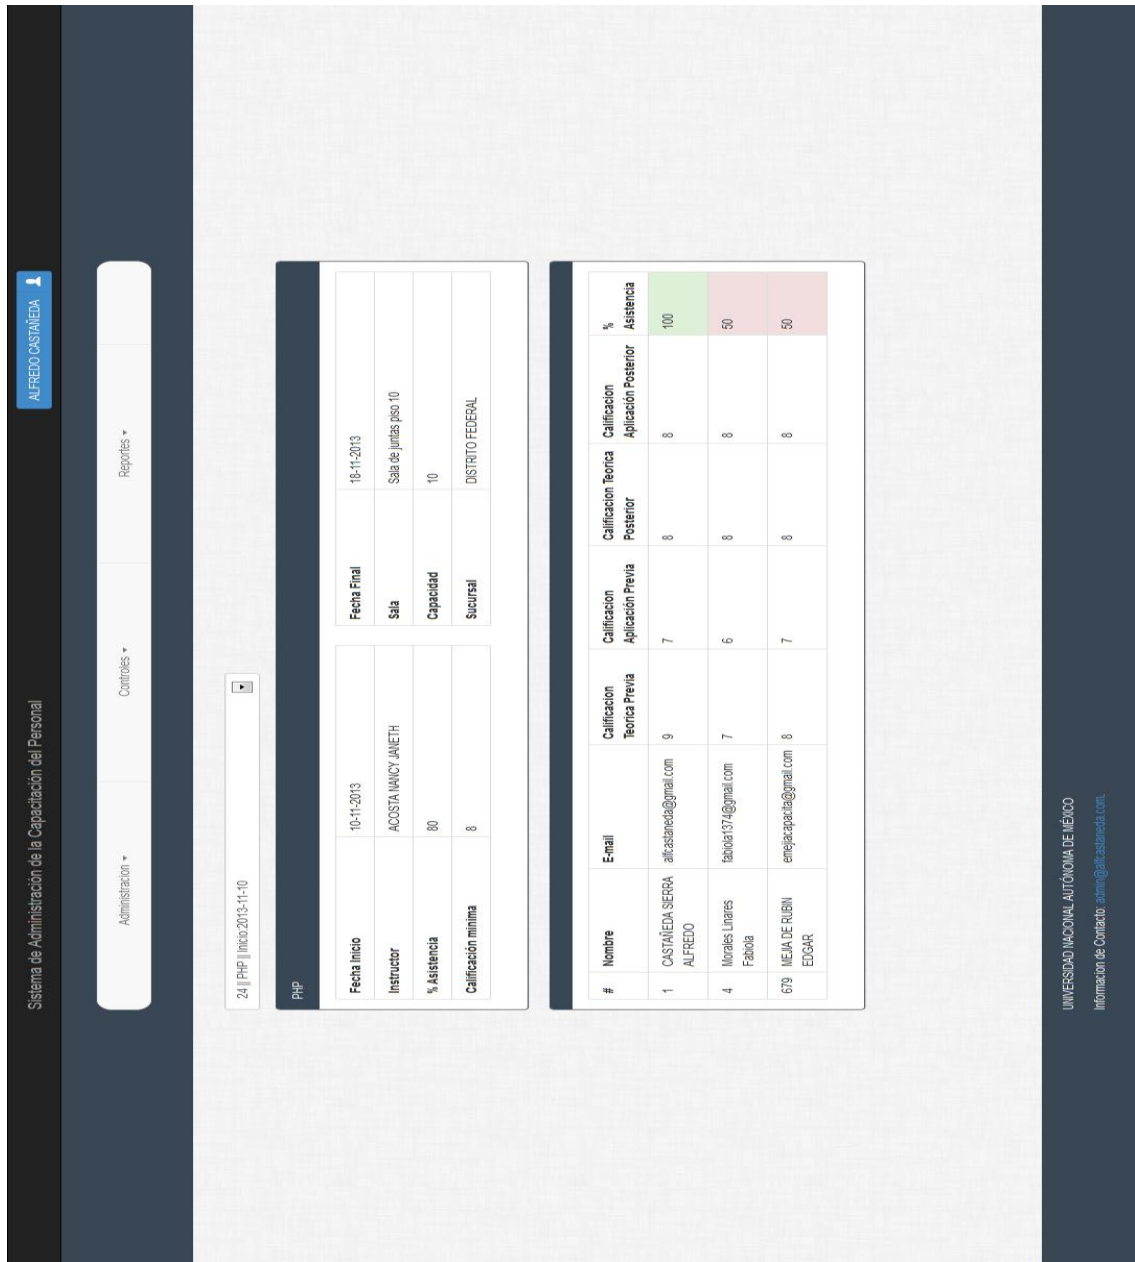 Sistema de Administración de la Capacitación del Personal
ALFREDO CASTAÑEDA
Administracion
Controles
Reportes
24 || PHP || Inicio:2013-11-10
PHP
Fecha Inicio 10-11-2013 Fecha Final 18-11-2013
Instructor ACOSTA NANCY JANETH Sala Sala de juntas piso 10
% Asistencia 80 Capacidad 10
Calificación minima 8 Sucursal DISTRITO FEDERAL
# Nombre E-mail Calificacion Teorica Previa Calificacion Aplicación Previa Calificacion Teorica Posterior Calificacion Aplicación Posterior % Asistencia
1 CASTAÑEDA SIERRA ALFREDO alfcastaneda@gmail.com 9 7 8 8 100
4 Morales Linares Fabiola fabiola1374@gmail.com 7 6 8 8 50
679 MEJIA DE RUBIN EDGAR emejiacapacita@gmail.com 8 7 8 8 50
UNIVERSIDAD NACIONAL AUTÓNOMA DE MÉXICO
Informacion de Contacto: admin@alfcastaneda.com.